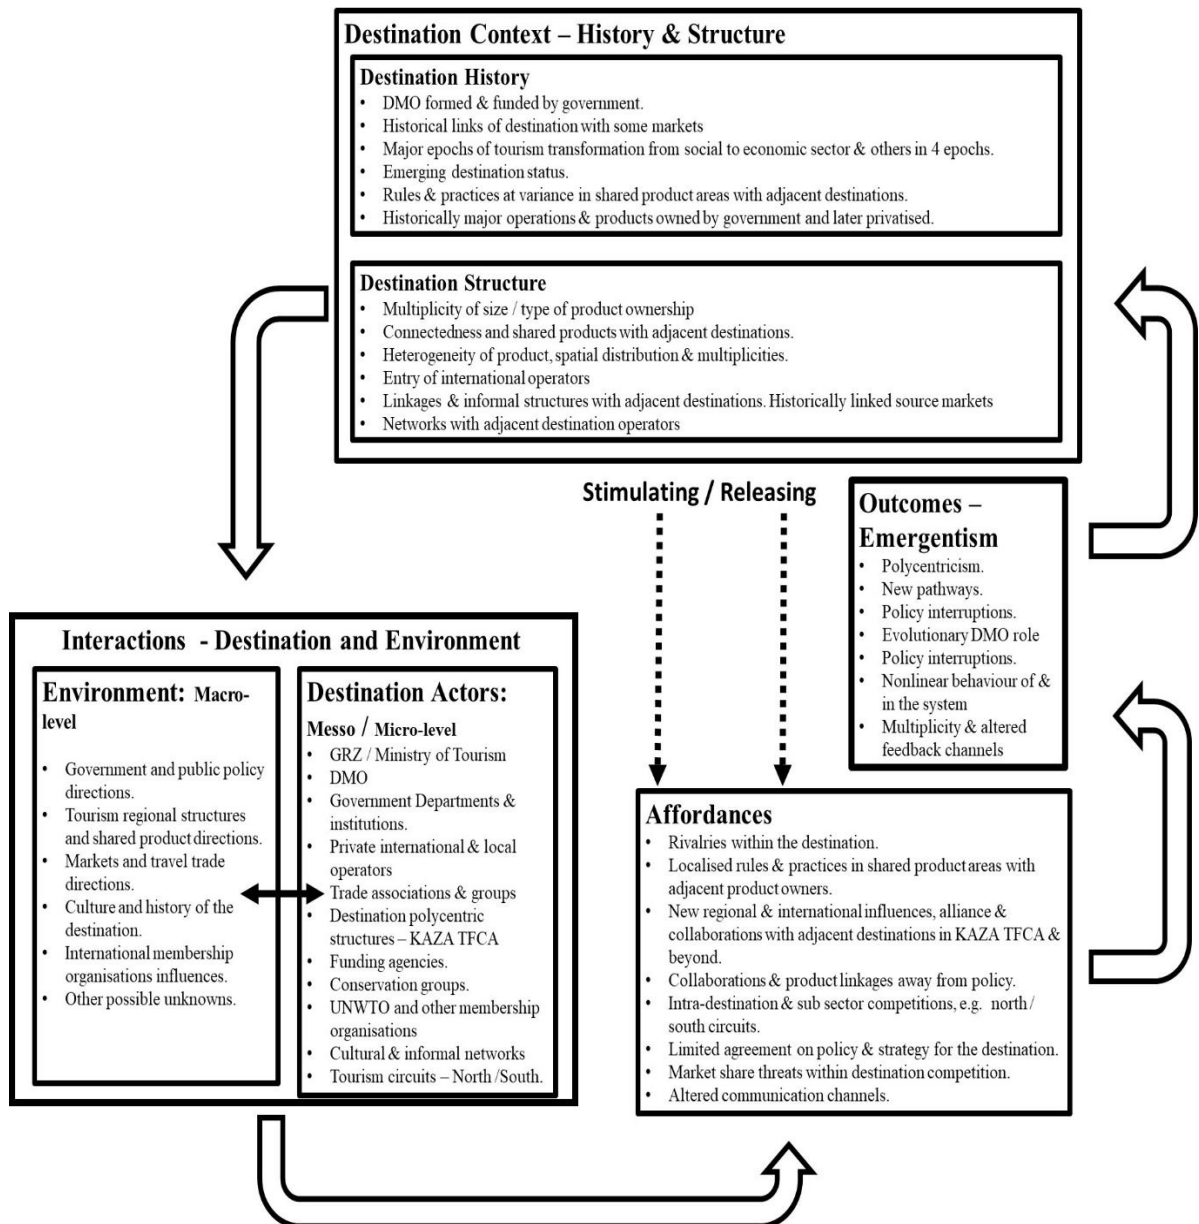 Destination Context – History & Structure
Destination History
• DMO formed & funded by government.
• Historical links of destination with some markets
• Major epochs of tourism transformation from social to economic sector & others in 4 epochs.
• Emerging destination status.
• Rules & practices at variance in shared product areas with adjacent destinations.
• Historically major operations & products owned by government and later privatised.
Destination Structure
• Multiplicity of size / type of product ownership
• Connectedness and shared products with adjacent destinations.
• Heterogeneity of product, spatial distribution & multiplicities.
• Entry of international operators
• Linkages & informal structures with adjacent destinations. Historically linked source markets
• Networks with adjacent destination operators
Stimulating / Releasing
Outcomes –
Emergentism
• Polycentricism.
• New pathways.
• Policy interruptions.
• Evolutionary DMO role
• Policy interruptions.
• Nonlinear behaviour of &
in the system
• Multiplicity & altered
feedback channels
Interactions - Destination and Environment
Environment: Macro-
level
• Government and public policy
directions.
• Tourism regional structures
and shared product directions.
• Markets and travel trade
directions.
• Culture and history of the
destination.
• International membership
organisations influences.
• Other possible unknowns.
Destination Actors:
Messo / Micro-level
• GRZ / Ministry of Tourism
• DMO
• Government Departments &
institutions.
• Private international & local
operators
• Trade associations & groups
• Destination polycentric
structures – KAZA TFCA
• Funding agencies.
• Conservation groups.
• UNWTO and other membership
organisations
• Cultural & informal networks
• Tourism circuits – North /South.
Affordances
• Rivalries within the destination.
• Localised rules & practices in shared product areas with
adjacent product owners.
• New regional & international influences, alliance &
collaborations with adjacent destinations in KAZA TFCA &
beyond.
• Collaborations & product linkages away from policy.
• Intra-destination & sub sector competitions, e.g. north /
south circuits.
• Limited agreement on policy & strategy for the destination.
• Market share threats within destination competition.
• Altered communication channels.